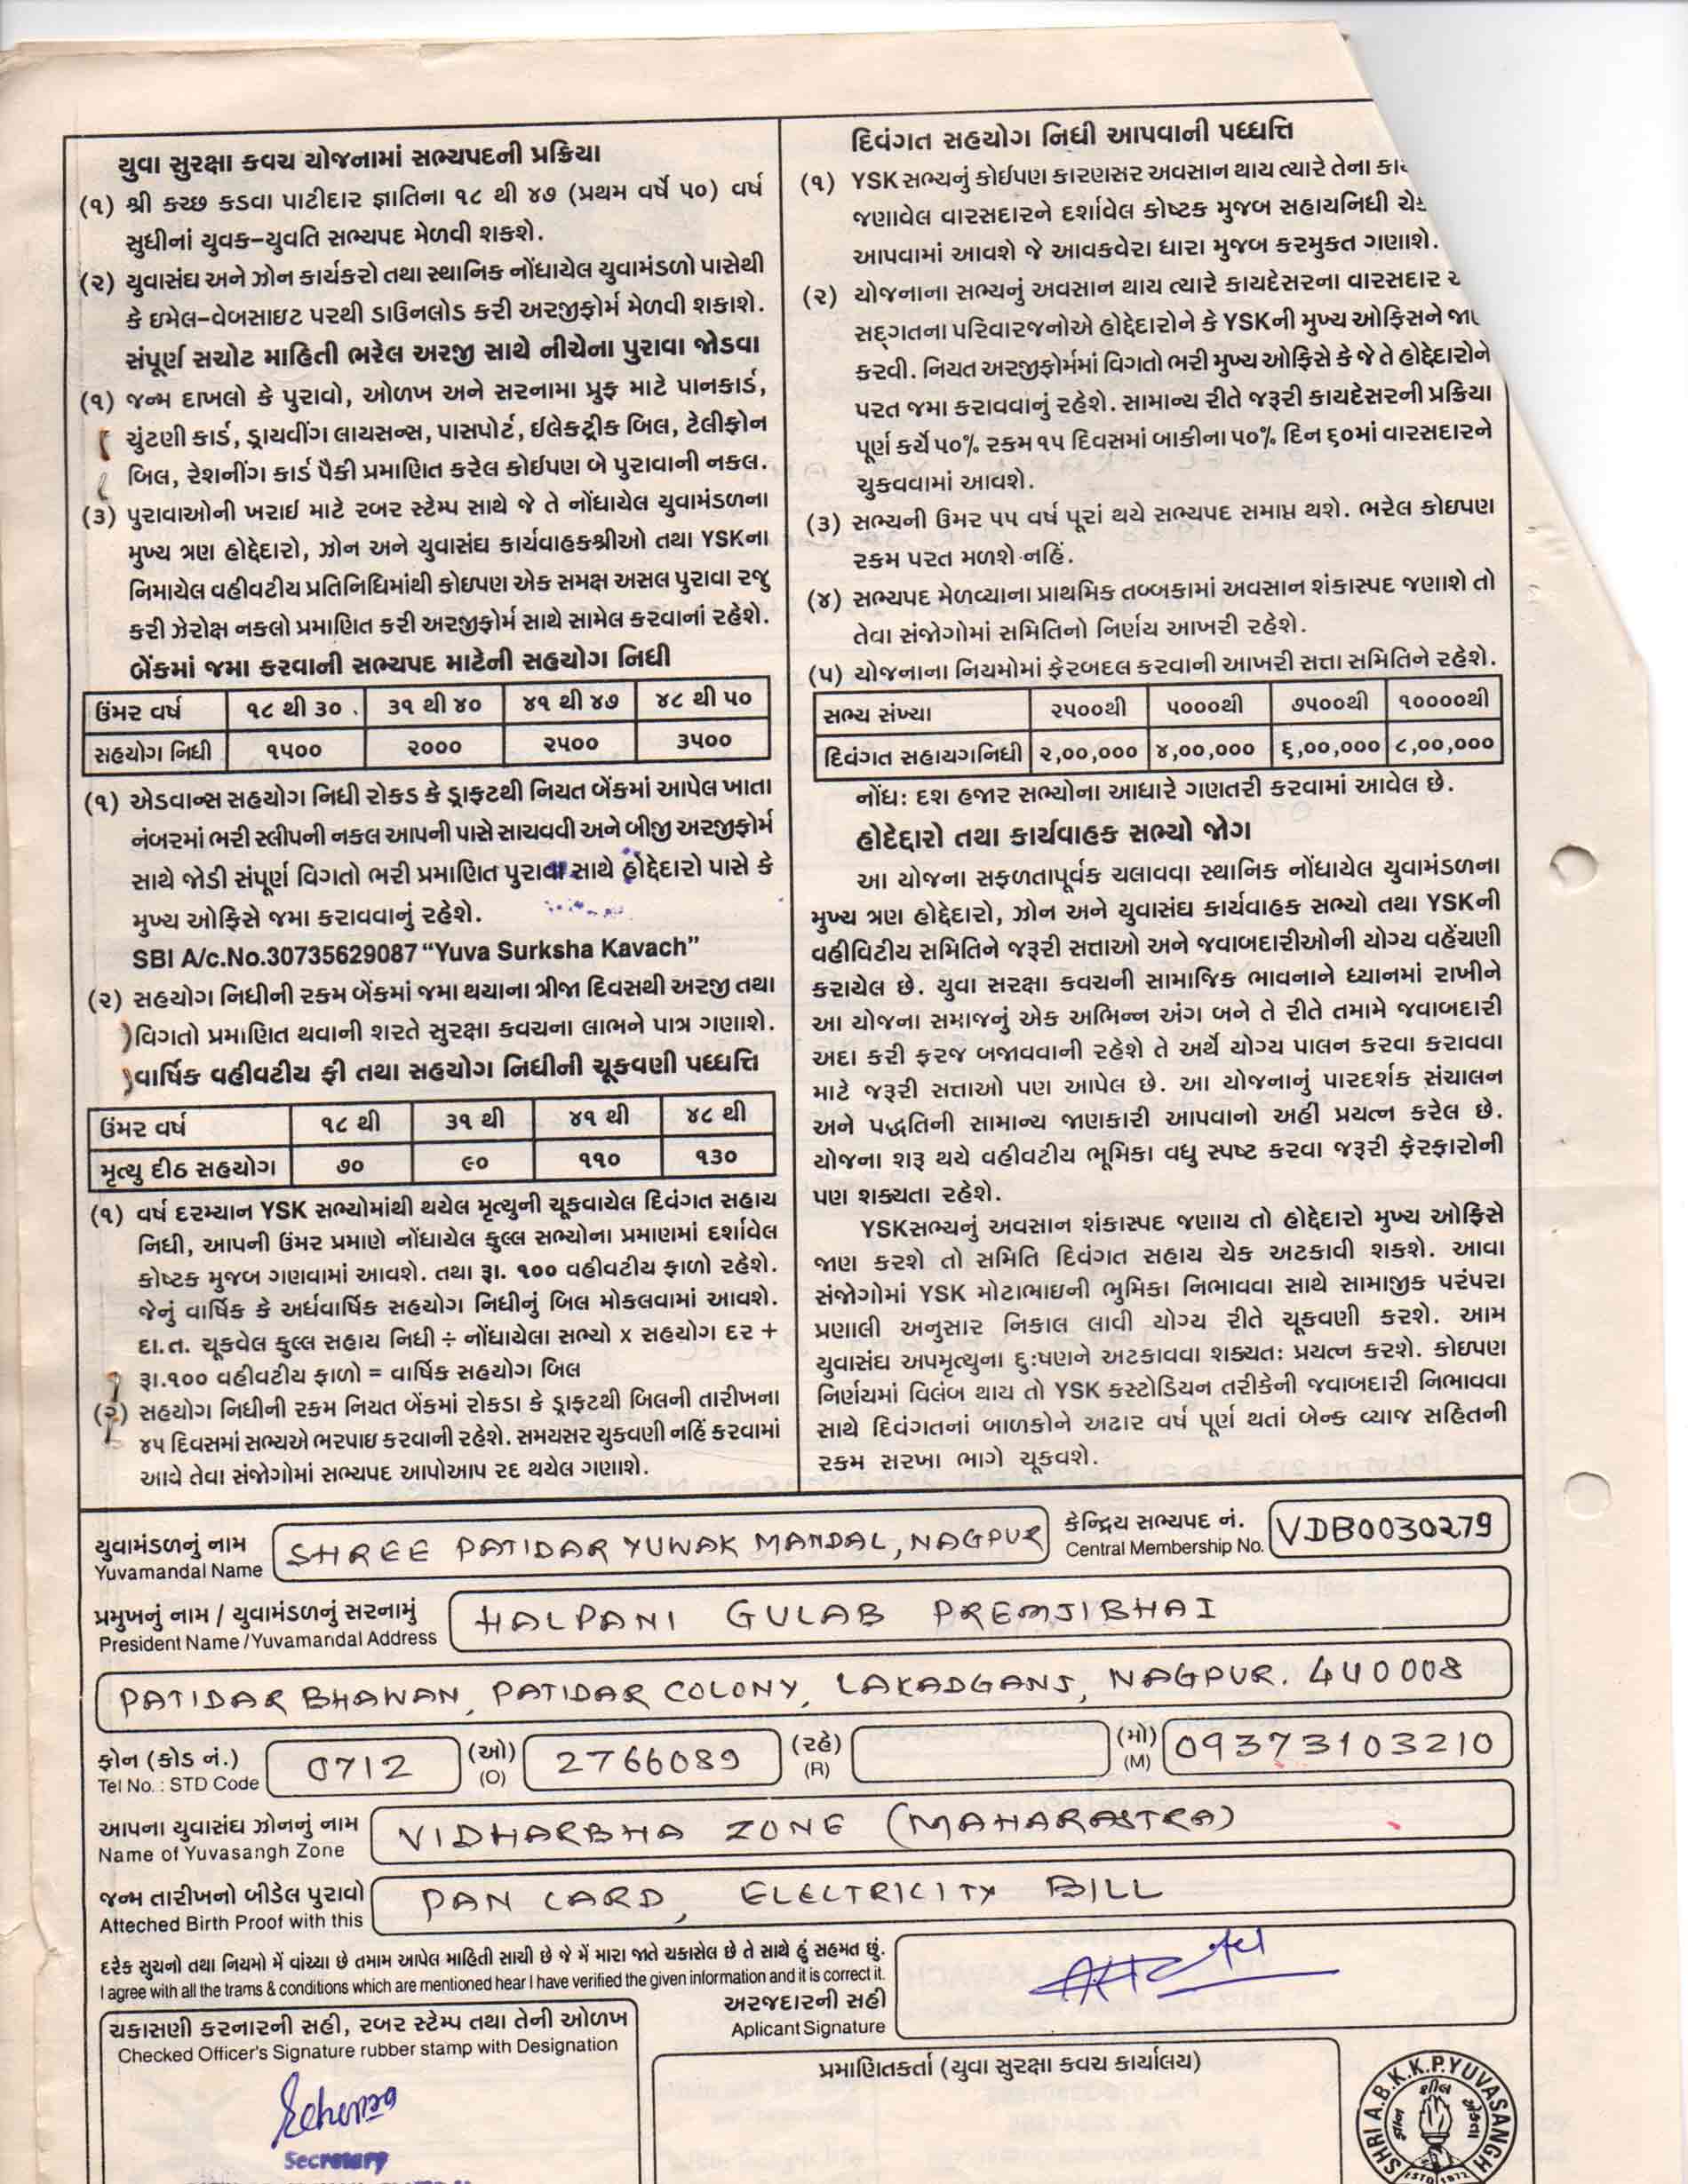 યુવા સુરક્ષા કવચ યોજનામાં સભ્યપદની પ્રક્રિયા
(૧) શ્રી કચ્છ કડવા પાટીદાર જ્ઞાતિના ૧૮ થી ૪૭ (પ્રથમ વર્ષે ૫૦) વર્ષ
સુધીનાં યુવક-યુવતિ સભ્યપદ મેળવી શકશે.
(૨) યુવાસંઘ અને ઝોન કાર્યકરો તથા સ્થાનિક નોંધાયેલ યુવામંડળો પાસેથી
કે ઇમેલ-વેબસાઇટ પરથી ડાઉનલોડ કરી અરજીફોર્મ મેળવી શકાશે.
સંપૂર્ણ સચોટ માહિતી ભરેલ અરજી સાથે નીચેના પુરાવા જોડવા
(૧) જન્મ દાખલો કે પુરાવો, ઓળખ અને સરનામા પ્રુફ માટે પાનકાર્ડ,
ચુંટણી કાર્ડ, ડ્રાયવીંગ લાયસન્સ, પાસપોર્ટ, ઈલેકટ્રીક બિલ, ટેલીફોન
બિલ, રેશનીંગ કાર્ડ પૈકી પ્રમાણિત કરેલ કોઈપણ બે પુરાવાની નકલ.
(૩) પુરાવાઓની ખરાઇ માટે રબર સ્ટેમ્પ સાથે જે તે નોંધાયેલ યુવામંડળના
મુખ્ય ત્રણ હોદ્દેદારો, ઝોન અને યુવાસંઘ કાર્યવાહકશ્રીઓ તથા YSKના
નિમાયેલ વહીવટીય પ્રતિનિધિમાંથી કોઇપણ એક સમક્ષ અસલ પુરાવા રજુ
કરી ઝેરોક્ષ નકલો પ્રમાણિત કરી અરજીફોર્મ સાથે સામેલ કરવાનાં રહેશે.
બેંકમાં જમા કરવાની સભ્યપદ માટેની સહયોગ નિધી
ઉંમર વર્ષ ૧૮ થી ૩૦ ૩૧ થી ૪૦ ૪૧ થી ૪૭ ૪૮ થી ૫૦
સહયોગ નિધી ૧૫૦૦ ૨૦૦૦ ૨૫૦૦ ૩૫૦૦
(૧) એડવાન્સ સહયોગ નિધી રોકડ કે ડ્રાફટથી નિયત બેંકમાં આપેલ ખાતા
નંબરમાં ભરી સ્લીપની નકલ આપની પાસે સાચવવી અને બીજી અરજીફોર્મ
સાથે જોડી સંપૂર્ણ વિગતો ભરી પ્રમાણિત પુરાવા સાથે હોદ્દેદારો પાસે કે
મુખ્ય ઓફિસે જમા કરાવવાનું રહેશે.
SBI A/c.No.30735629087 “Yuva Surksha Kavach”
(૨) સહયોગ નિધીની રકમ બેંકમાં જમા થયાના ત્રીજા દિવસથી અરજી તથા
વિગતો પ્રમાણિત થવાની શરતે સુરક્ષા કવચના લાભને પાત્ર ગણાશે.
વાર્ષિક વહીવટીય ફી તથા સહયોગ નિધીની ચૂકવણી પધ્ધતિ
ઉંમર વર્ષ ૧૮ થી ૩૧ થી ૪૧ થી ૪૮ થી
મૃત્યુ દીઠ સહયોગ ૭૦ ૯૦ ૧૧૦ ૧૩૦
(૧) વર્ષ દરમ્યાન YSK સભ્યોમાંથી થયેલ મૃત્યુની ચૂકવાયેલ દિવંગત સહાય
નિધી, આપની ઉંમર પ્રમાણે નોંધાયેલ કુલ્લ સભ્યોના પ્રમાણમાં દર્શાવેલ
કોષ્ટક મુજબ ગણવામાં આવશે. તથા રૂા. ૧૦૦ વહીવટીય ફાળો રહેશે.
જેનું વાર્ષિક કે અર્ધવાર્ષિક સહયોગ નિધીનું બિલ મોકલવામાં આવશે.
દા.ત. ચૂકવેલ કુલ્લ સહાય નિધી ÷ નોંધાયેલા સભ્યો x સહયોગ દર +
રૂા.૧૦૦ વહીવટીય ફાળો = વાર્ષિક સહયોગ બિલ
(૨) સહયોગ નિધીની રકમ નિયત બેંકમાં રોકડા કે ડ્રાફટથી બિલની તારીખના
૪૫ દિવસમાં સભ્યએ ભરપાઇ કરવાની રહેશે. સમયસર ચુકવણી નહિં કરવામાં
આવે તેવા સંજોગોમાં સભ્યપદ આપોઆપ રદ થયેલ ગણાશે.
દિવંગત સહયોગ નિધી આપવાની પધ્ધત્તિ
(૧) YSK સભ્યનું કોઈપણ કારણસર અવસાન થાય ત્યારે તેના
જણાવેલ વારસદારને દર્શાવેલ કોષ્ટક મુજબ સહાયનિધી
આપવામાં આવશે જે આવકવેરા ધારા મુજબ કરમુકત ગણાશે.
(૨) યોજનાના સભ્યનું અવસાન થાય ત્યારે કાયદેસરના વારસદાર
સદ્‌ગતના પરિવારજનોએ હોદ્દેદારોને કે YSKની મુખ્ય ઓફિસને
કરવી. નિયત અરજીફોર્મમાં વિગતો ભરી મુખ્ય ઓફિસે કે જે તે હોદ્દેદારોને
પરત જમા કરાવવાનું રહેશે. સામાન્ય રીતે જરૂરી કાયદેસરની પ્રક્રિયા
પૂર્ણ કર્યે ૫૦% રકમ ૧૫ દિવસમાં બાકીના ૫૦% દિન ૬૦માં વારસદારને
ચુકવવામાં આવશે.
(૩) સભ્યની ઉંમર ૫૫ વર્ષ પૂરાં થયે સભ્યપદ સમાપ્ત થશે. ભરેલ કોઇપણ
રકમ પરત મળશે નહિં.
(૪) સભ્યપદ મેળવ્યાના પ્રાથમિક તબ્બકામાં અવસાન શંકાસ્પદ જણાશે તો
તેવા સંજોગોમાં સમિતિનો નિર્ણય આખરી રહેશે.
(૫) યોજનાના નિયમોમાં ફેરબદલ કરવાની આખરી સત્તા સમિતિને રહેશે.
સભ્ય સંખ્યા ૨૫૦૦થી ૫૦૦૦થી ૭૫૦૦થી ૧૦૦૦૦થી
દિવંગત સહાયગનિધી ૨,૦૦,૦૦૦ ૪,૦૦,૦૦૦ ૬,૦૦,૦૦૦ ૮,૦૦,૦૦૦
નોંધ: દશ હજાર સભ્યોના આધારે ગણતરી કરવામાં આવેલ છે.
હોદેદ્દારો તથા કાર્યવાહક સભ્યો જોગ
આ યોજના સફળતાપૂર્વક ચલાવવા સ્થાનિક નોંધાયેલ યુવામંડળના
મુખ્ય ત્રણ હોદ્દેદારો, ઝોન અને યુવાસંઘ કાર્યવાહક સભ્યો તથા YSKની
વહીવિટીય સમિતિને જરૂરી સત્તાઓ અને જવાબદારીઓની યોગ્ય વહેંચણી
કરાયેલ છે. યુવા સરક્ષા કવચની સામાજિક ભાવનાને ધ્યાનમાં રાખીને
આ યોજના સમાજનું એક અભિન્ન અંગ બને તે રીતે તમામે જવાબદારી
અદા કરી ફરજ બજાવવાની રહેશે તે અર્થે યોગ્ય પાલન કરવા કરાવવા
માટે જરૂરી સત્તાઓ પણ આપેલ છે. આ યોજનાનું પારદર્શક સંચાલન
અને પદ્ધતિની સામાન્ય જાણકારી આપવાનો અહીં પ્રયત્ન કરેલ છે.
યોજના શરૂ થયે વહીવટીય ભૂમિકા વધુ સ્પષ્ટ કરવા જરૂરી ફેરફારોની
પણ શક્યતા રહેશે.
YSKસભ્યનું અવસાન શંકાસ્પદ જણાય તો હોદ્દેદારો મુખ્ય ઓફિસે
જાણ કરશે તો સમિતિ દિવંગત સહાય ચેક અટકાવી શકશે. આવા
સંજોગોમાં YSK મોટાભાઇની ભુમિકા નિભાવવા સાથે સામાજીક પરંપરા
પ્રણાલી અનુસાર નિકાલ લાવી યોગ્ય રીતે ચૂકવણી કરશે. આમ
યુવાસંઘ અપમૃત્યુના દુઃષણને અટકાવવા શક્યતઃ પ્રયત્ન કરશે. કોઇપણ
નિર્ણયમાં વિલંબ થાય તો YSK કસ્ટોડિયન તરીકેની જવાબદારી નિભાવવા
સાથે દિવંગતનાં બાળકોને અઢાર વર્ષ પૂર્ણ થતાં બેન્ક વ્યાજ સહિતની
રકમ સરખા ભાગે ચૂકવશે.
યુવામંડળનું નામ SHREE PATIDAR YUWAK MANDAL, NAGPUR કેન્દ્રિય સભ્યપદ નં. VDB0030279
Yuvamandal Name Central Membership No.
પ્રમુખનું નામ / યુવામંડળનું સરનામું HALPANI GULAB PREMJIBHAI
President Name / Yuvamandal Address
PATIDAR BHAWAN, PATIDAR COLONY, LAKADGANJ, NAGPUR. 440008
ફોન (કોડ નં.) 0712 (ઓ) 2766089 (રહે) (મો) 09373103210
Tel No. : STD Code (O) (R) (M)
આપના યુવાસંઘ ઝોનનું નામ VIDHARBHA ZONE (MAHARASTRA)
Name of Yuvasangh Zone
જન્મ તારીખનો બીડેલ પુરાવો PAN CARD, ELECTRICITY BILL
Atteched Birth Proof with this
દરેક સુચનો તથા નિયમો મેં વાંચ્યા છે તમામ આપેલ માહિતી સાચી છે જે મેં મારા જાતે ચકાસેલ છે તે સાથે હું સહમત છું.
I agree with all the trams & conditions which are mentioned hear I have verified the given information and it is correct it.
અરજદારની સહી
Aplicant Signature
ચકાસણી કરનારની સહી, રબર સ્ટેમ્પ તથા તેની ઓળખ
Checked Officer's Signature rubber stamp with Designation
Secretary
પ્રમાણિતકર્તા (યુવા સુરક્ષા કવચ કાર્યાલય)
SHRI A.B.K.K.P. YUVASANGH